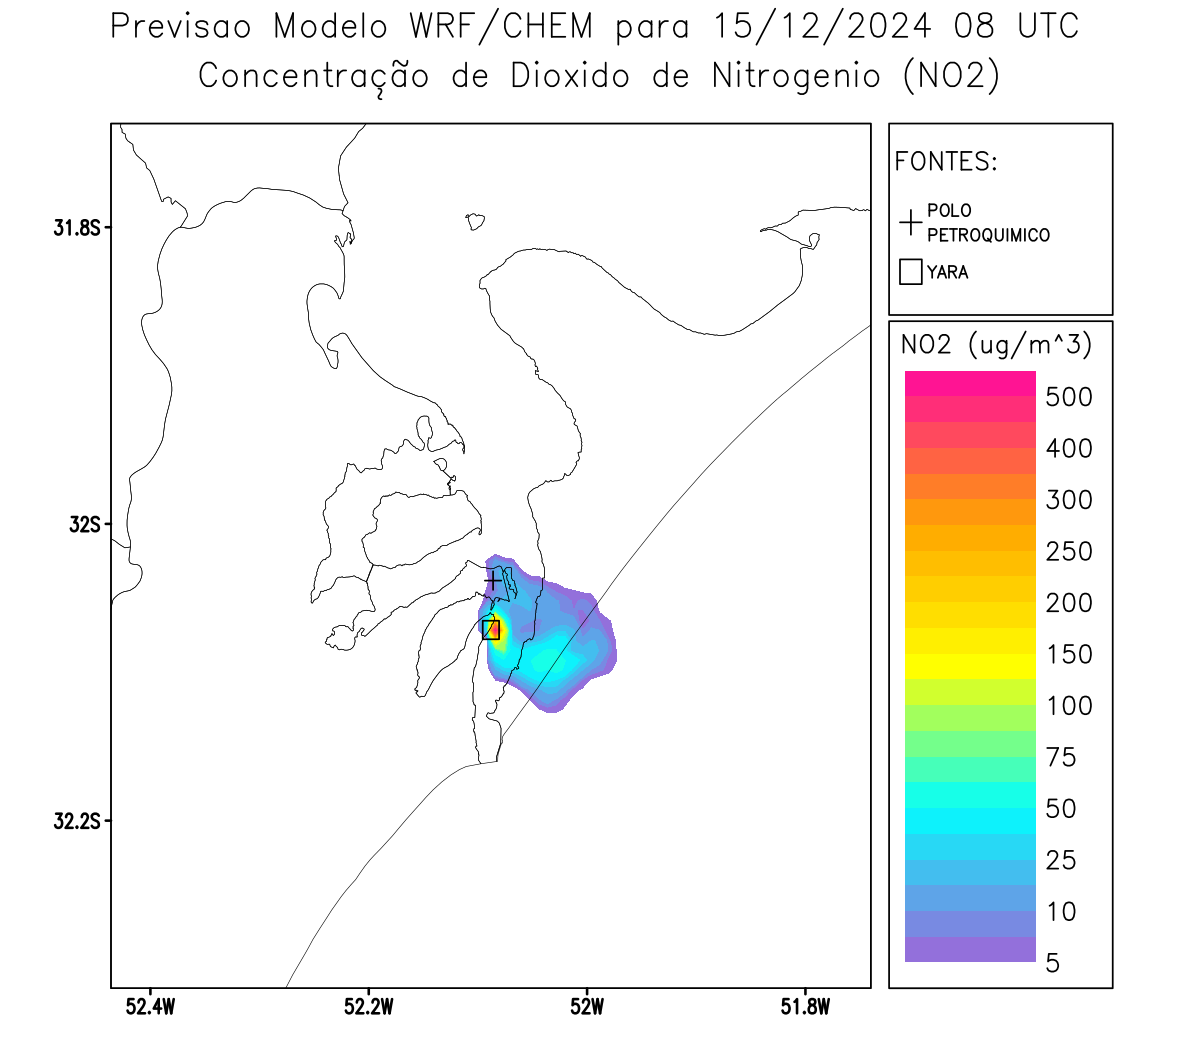 Previsao Modelo WRF/CHEM para 15/12/2024 08 UTC
Concentração de Dioxido de Nitrogenio (NO2)
FONTES:
POLO
PETROQUIMICO
YARA
NO2 (ug/m^3)
500
400
300
250
200
150
100
75
50
25
10
5
31.8S
32S
32.2S
52.4W
52.2W
52W
51.8W